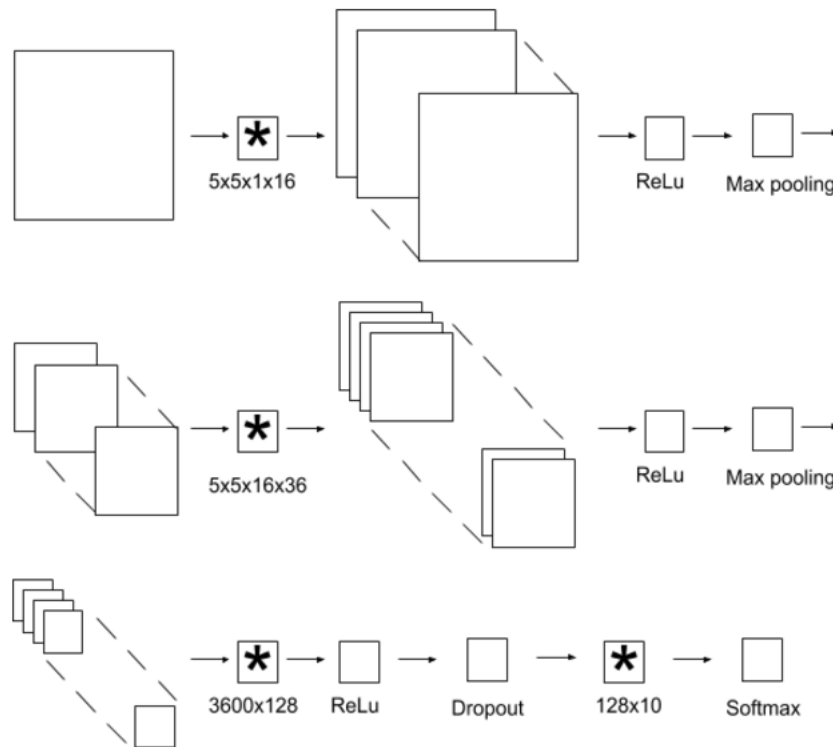 *
5x5x1x16
ReLu
Max pooling
*
5x5x16x36
ReLu
Max pooling
*
3600x128
ReLu
Dropout
*
128x10
Softmax